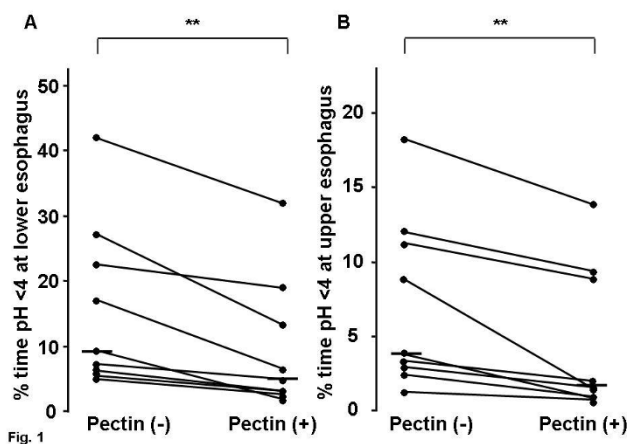 A
**
% time pH <4 at lower esophagus
50
40
30
20
10
0
Pectin (-) Pectin (+)
B
**
% time pH <4 at upper esophagus
20
15
10
5
0
Pectin (-) Pectin (+)
Fig. 1